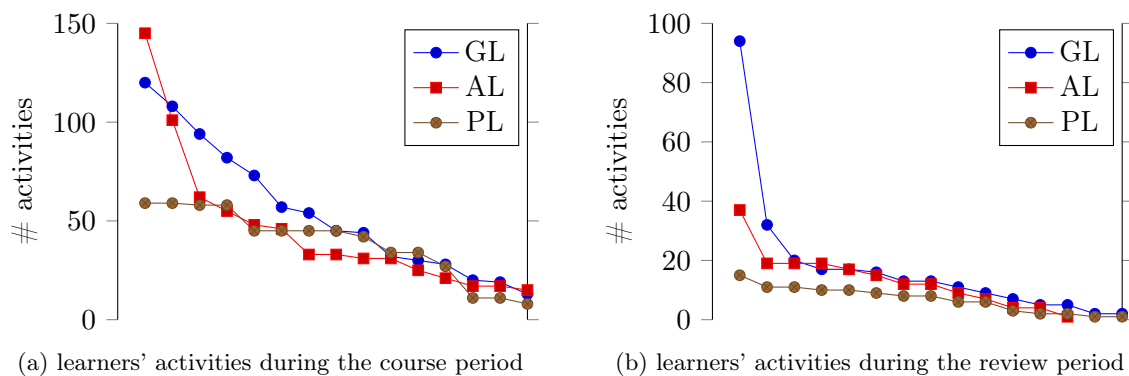 150
100
50
0
# activities
GL
AL
PL
(a) learners' activities during the course period
100
80
60
40
20
0
# activities
GL
AL
PL
(b) learners' activities during the review period